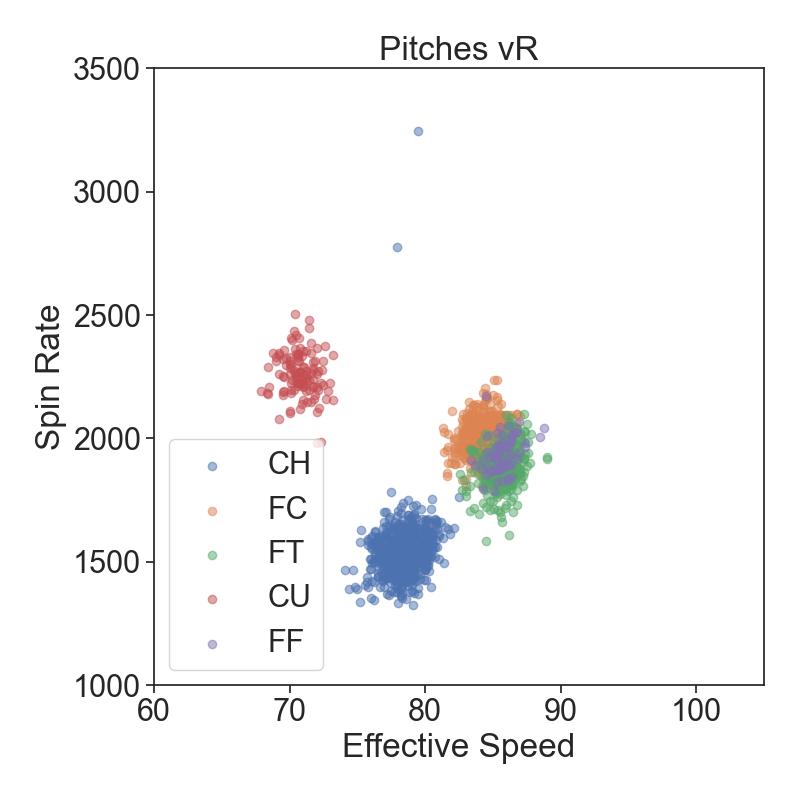 Pitches vR
3500
3000
2500
2000
1500
1000
Spin Rate
CH
FC
FT
CU
FF
60 70 80 90 100
Effective Speed